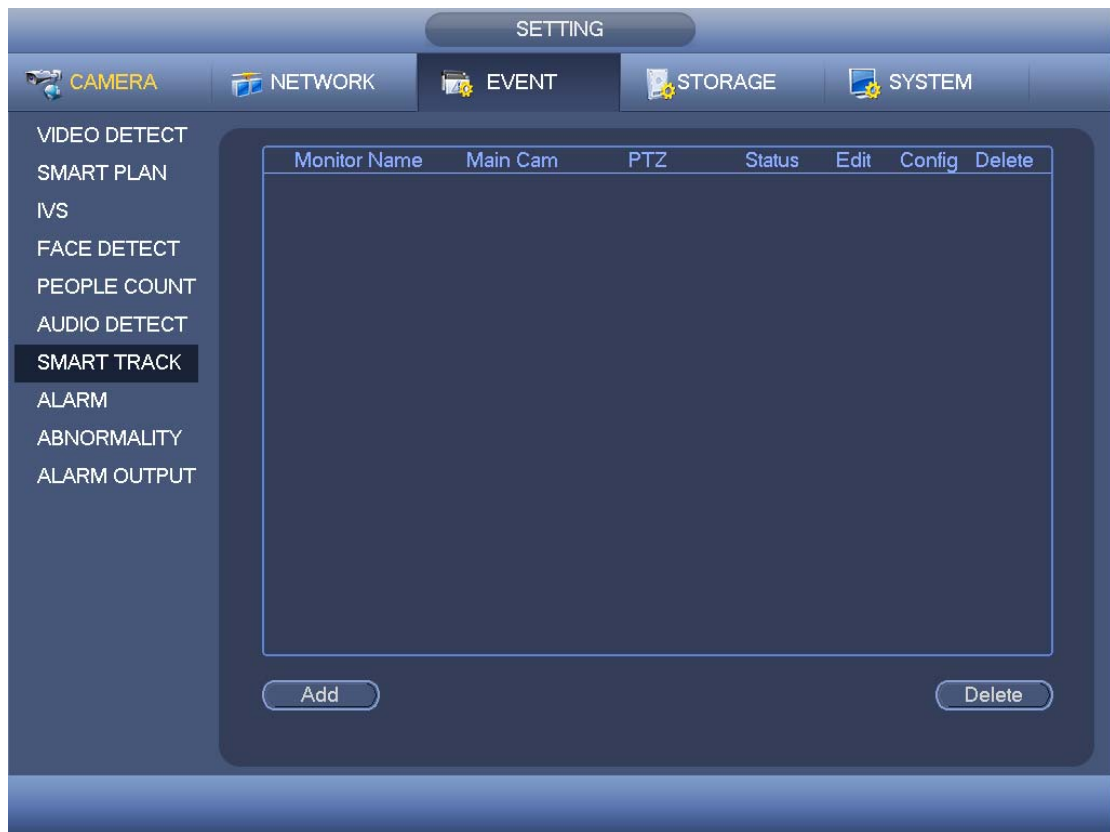 SETTING
CAMERA NETWORK EVENT STORAGE SYSTEM
VIDEO DETECT
SMART PLAN
IVS
FACE DETECT
PEOPLE COUNT
AUDIO DETECT
SMART TRACK
ALARM
ABNORMALITY
ALARM OUTPUT
Monitor Name Main Cam PTZ Status Edit Config Delete
Add Delete